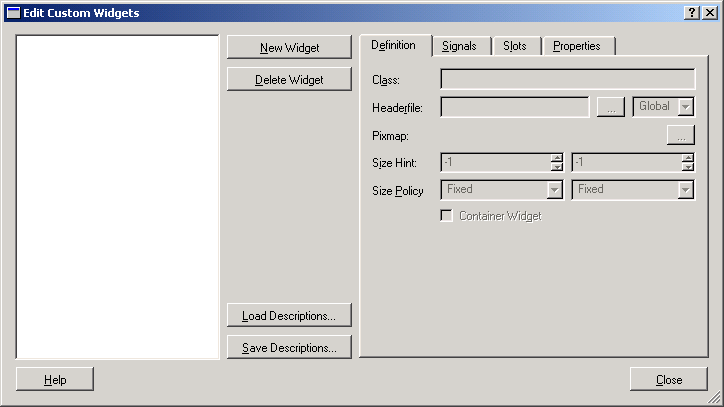 Edit Custom Widgets
New Widget
Delete Widget
Load Descriptions...
Save Descriptions...
Definition Signals Slots Properties
Class:
Headerfile: ... Global
Pixmap: ...
Size Hint: -1 -1
Size Policy Fixed Fixed
Container Widget
Help Close